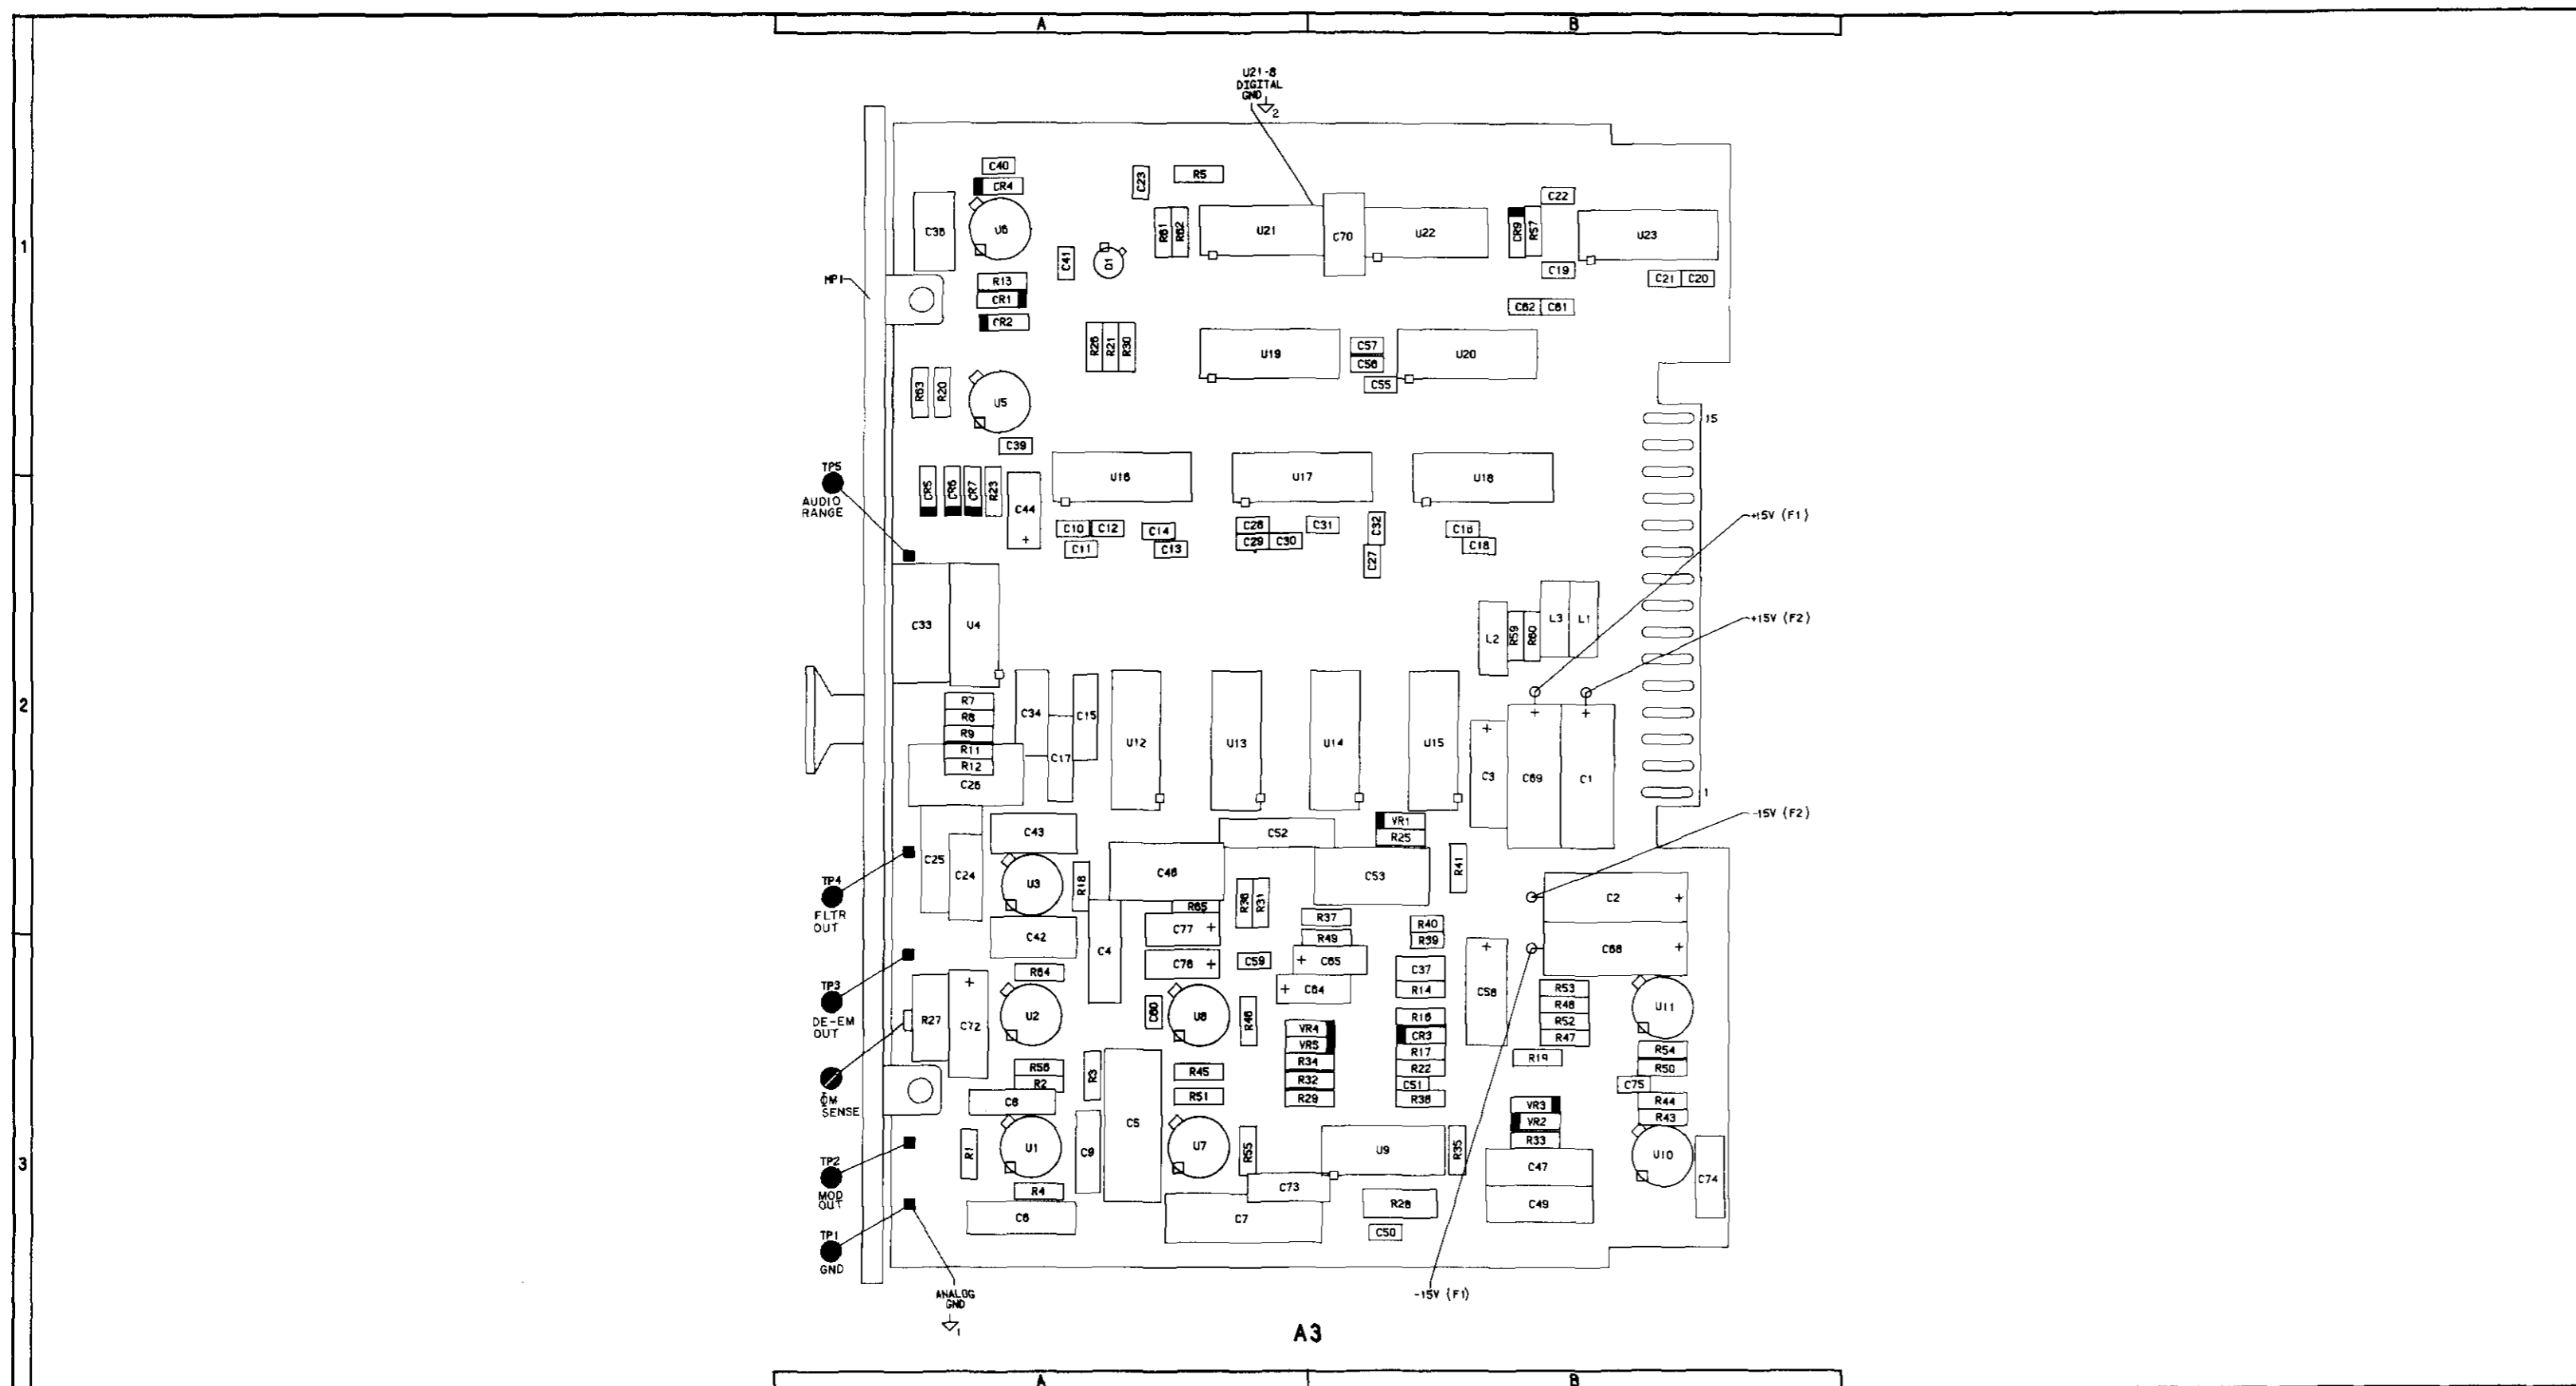 A B
U21-8
DIGITAL
GND
2
C40
CR4
C23
R5
C22
C38
U6
R61
R62
U21
C70
U22
CR9
R57
U23
1
C41
Q1
C19
C21 C20
MP1
R13
CR1
CR2
C62 C61
R26
R21
R30
U19
C57
C56
C55
U20
R63
R20
U5
15
C39
TP5
AUDIO
RANGE
CR5
CR6
CR7
R23
C44
+
U16
U17
U18
C10 C12
C11
C14
C13
C28
C29 C30
C31
C32
C27
C16
C18
+15V (F1)
C33
U4
L2
R59
R60
L3
L1
+15V (F2)
2
R7
R8
R9
R11
R12
C26
C34
C17
C15
U12
U13
U14
U15
+
C3
+
C69
+
C1
1
-15V (F2)
C43
C52
VR1
R25
C25
C24
U3
R18
C46
C53
R41
TP4
FLTR
OUT
R65
R36
R31
C2 +
C42
C4
C77 +
R37
R49
R40
R39
C76 +
C59
+ C65
+ C64
C37
R14
+
C58
C68 +
TP3
DE-EM
OUT
R64
R27
+
C72
U2
C60
U8
R46
VR4
VR5
R34
R32
R29
R16
CR3
R17
R22
C51
R38
R53
R48
R52
R47
R19
U11
R54
R50
C75
R44
R43
ΦM
SENSE
R56
R2
C8
R3
C5
R45
R51
VR3
VR2
R33
3
TP2
MOD
OUT
R1
U1
C9
U7
R55
U9
R35
C47
C49
U10
C74
R4
C6
C73
C7
R28
C50
TP1
GND
ANALOG
GND
1
-15V (F1)
A3
A B